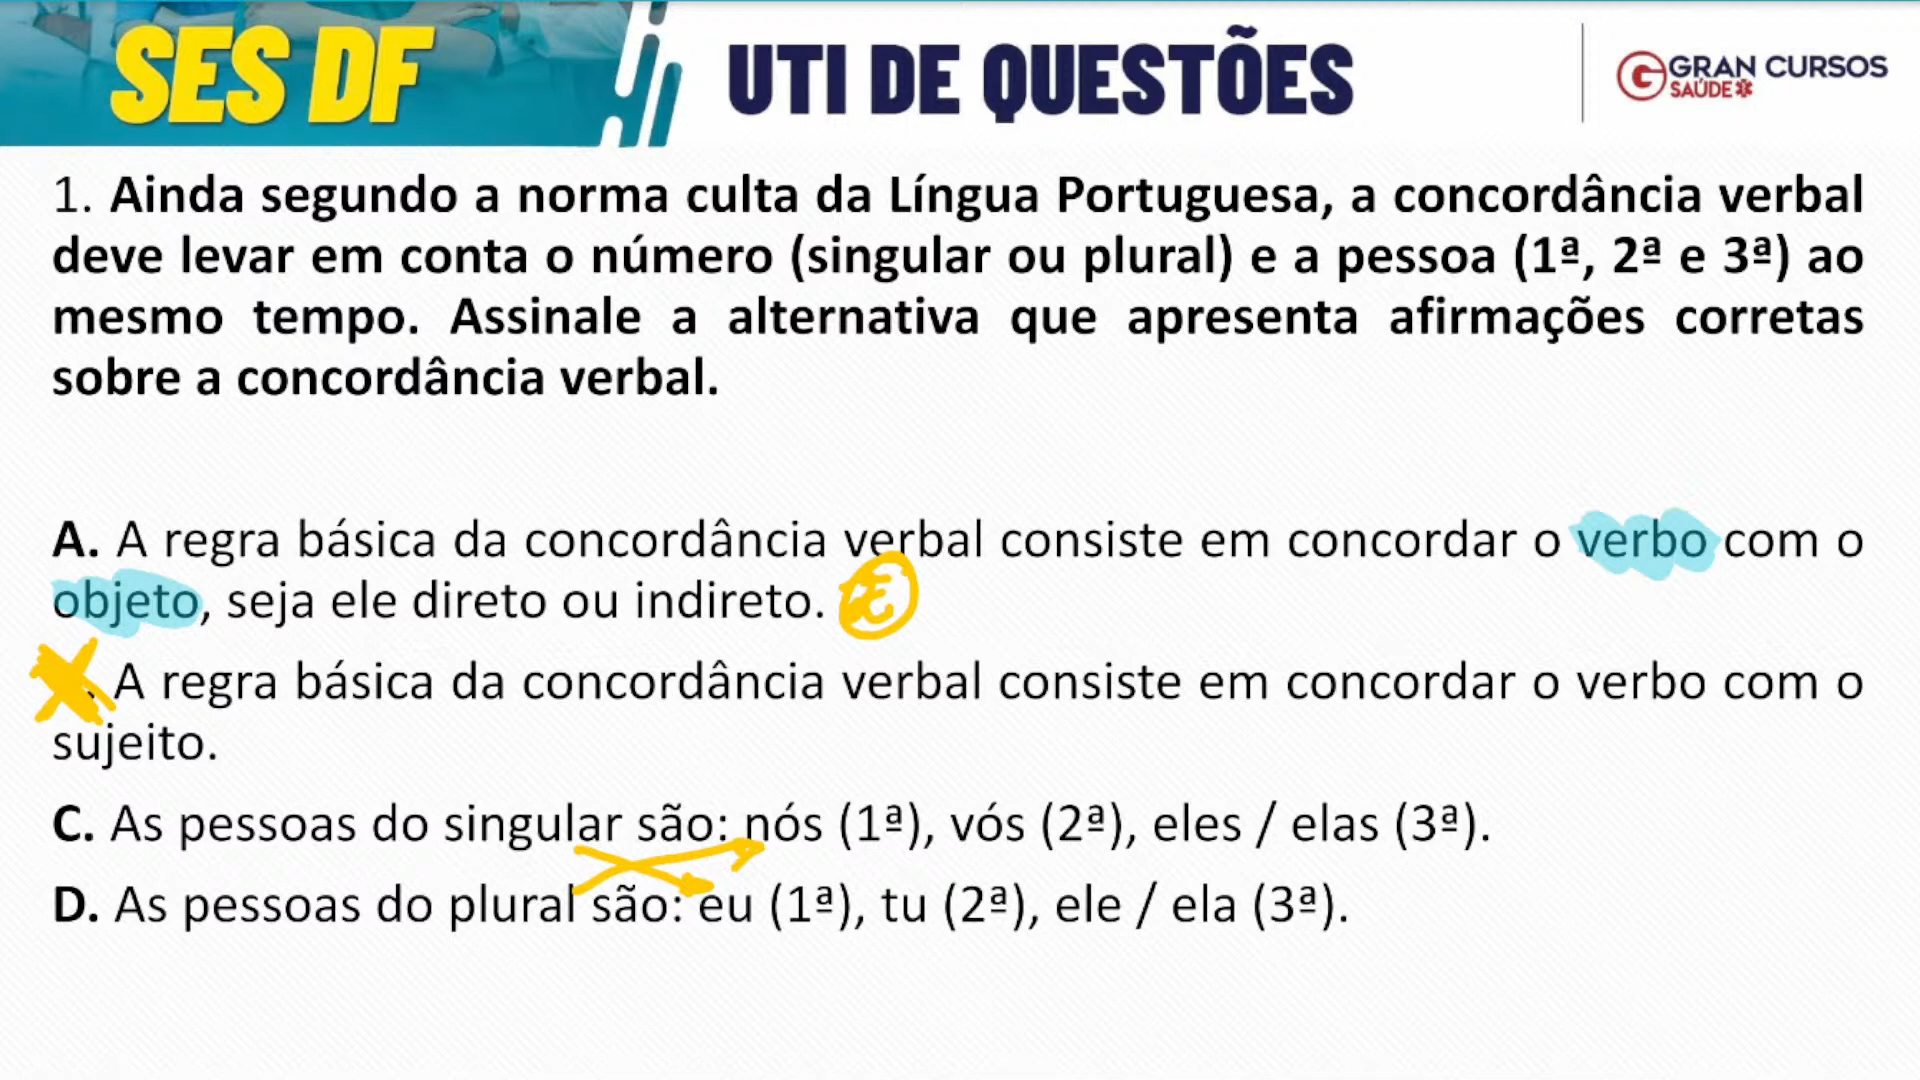 SES DF
UTI DE QUESTÕES
GRAN CURSOS
SAÚDE
1. Ainda segundo a norma culta da Língua Portuguesa, a concordância verbal
deve levar em conta o número (singular ou plural) e a pessoa (1ª, 2ª e 3ª) ao
mesmo tempo. Assinale a alternativa que apresenta afirmações corretas
sobre a concordância verbal.
A. A regra básica da concordância verbal consiste em concordar o verbo com o
objeto, seja ele direto ou indireto. E
A regra básica da concordância verbal consiste em concordar o verbo com o
sujeito.
C. As pessoas do singular são: nós (1ª), vós (2ª), eles / elas (3ª).
D. As pessoas do plural são: eu (1ª), tu (2ª), ele / ela (3ª).